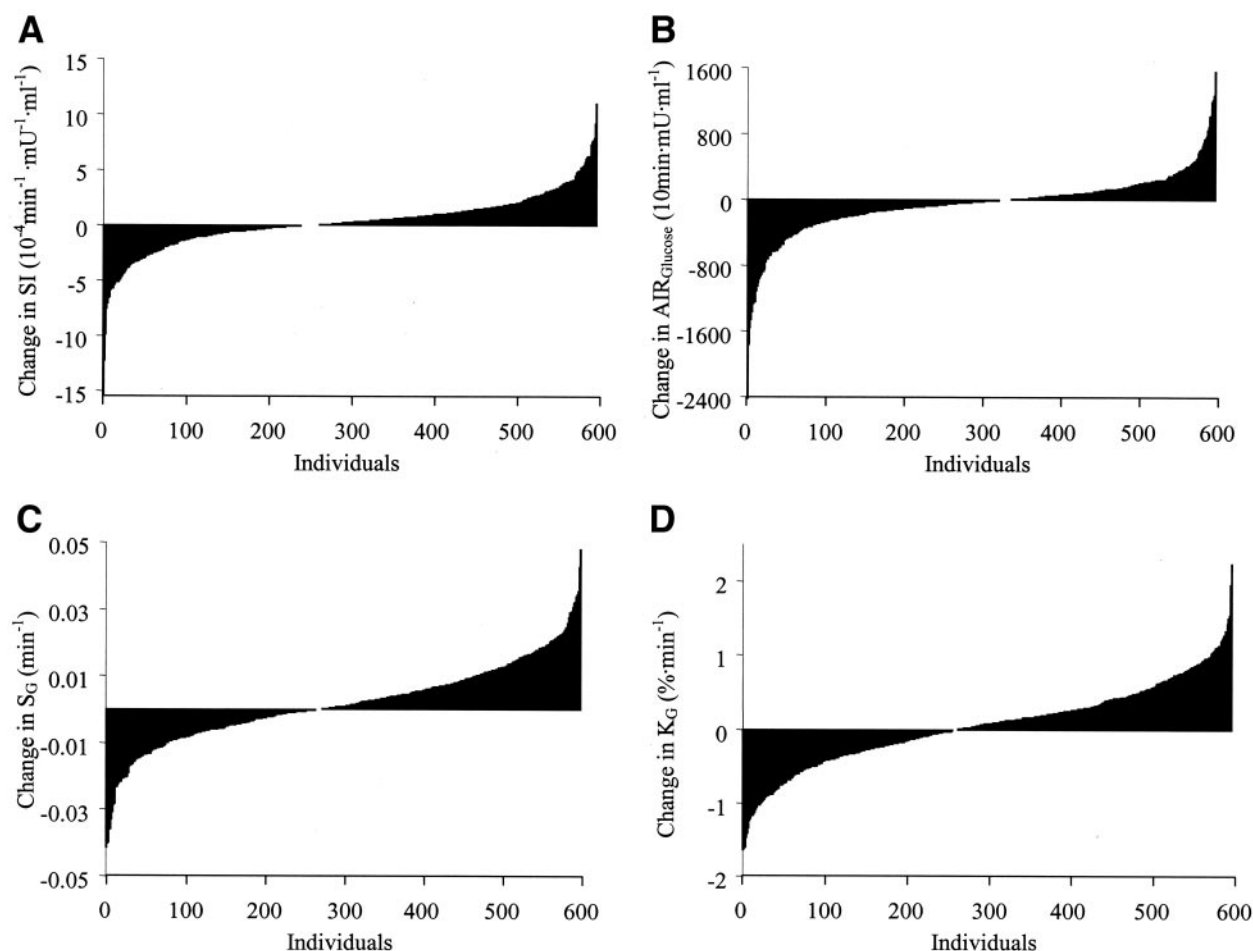 A
Change in SI (10⁻⁴min⁻¹·mU⁻¹·ml⁻¹)
15
10
5
0
-5
-10
-15
0 100 200 300 400 500 600
Individuals
B
Change in AIR_Glucose (10min·mU·ml⁻¹)
1600
800
0
-800
-1600
-2400
0 100 200 300 400 500 600
Individuals
C
Change in S_G (min⁻¹)
0.05
0.03
0.01
-0.01
-0.03
-0.05
0 100 200 300 400 500 600
Individuals
D
Change in K_G (%·min⁻¹)
2
1
0
-1
-2
0 100 200 300 400 500 600
Individuals